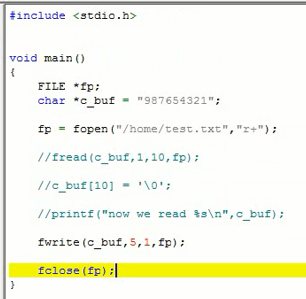 #include <stdio.h>
void main()
{
FILE *fp;
char *c_buf = "987654321";
fp = fopen("/home/test.txt","r+");
//fread(c_buf,1,10,fp);
//c_buf[10] = '\0';
//printf("now we read %s\n",c_buf);
fwrite(c_buf,5,1,fp);
fclose(fp);
}